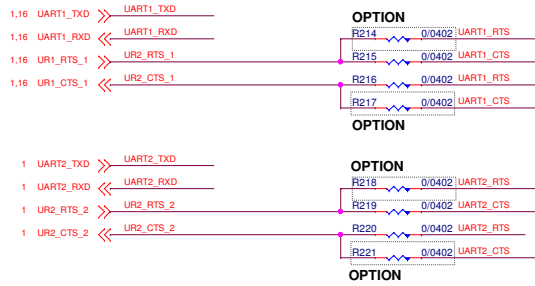 OPTION
1,16 UART1_TXD UART1_TXD
R214 0/0402 UART1_RTS
1,16 UART1_RXD UART1_RXD
1,16 UR1_RTS_1 UR2_RTS_1 R215 0/0402 UART1_CTS
1,16 UR1_CTS_1 UR2_CTS_1 R216 0/0402 UART1_RTS
R217 0/0402 UART1_CTS
OPTION
1 UART2_TXD UART2_TXD
OPTION
1 UART2_RXD UART2_RXD R218 0/0402 UART2_RTS
1 UR2_RTS_2 UR2_RTS_2 R219 0/0402 UART2_CTS
1 UR2_CTS_2 UR2_CTS_2 R220 0/0402 UART2_RTS
R221 0/0402 UART2_CTS
OPTION